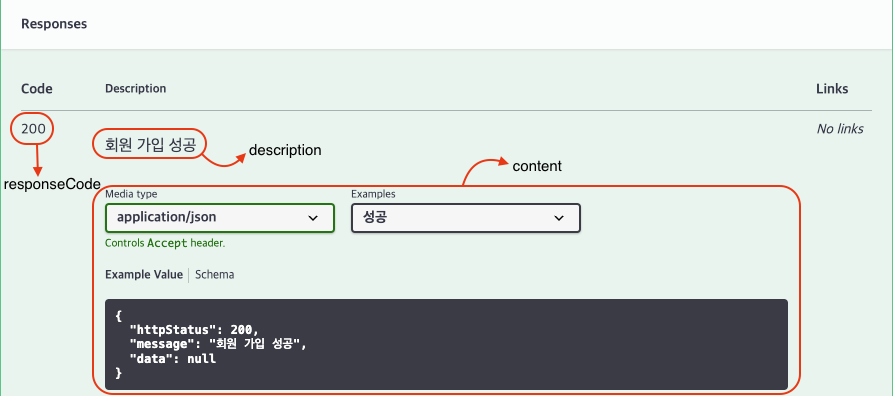 Responses
Code Description Links
200 회원 가입 성공 No links
description
content
responseCode
Media type Examples
application/json 성공
Controls Accept header.
Example Value Schema
{
"httpStatus": 200,
"message": "회원 가입 성공",
"data": null
}